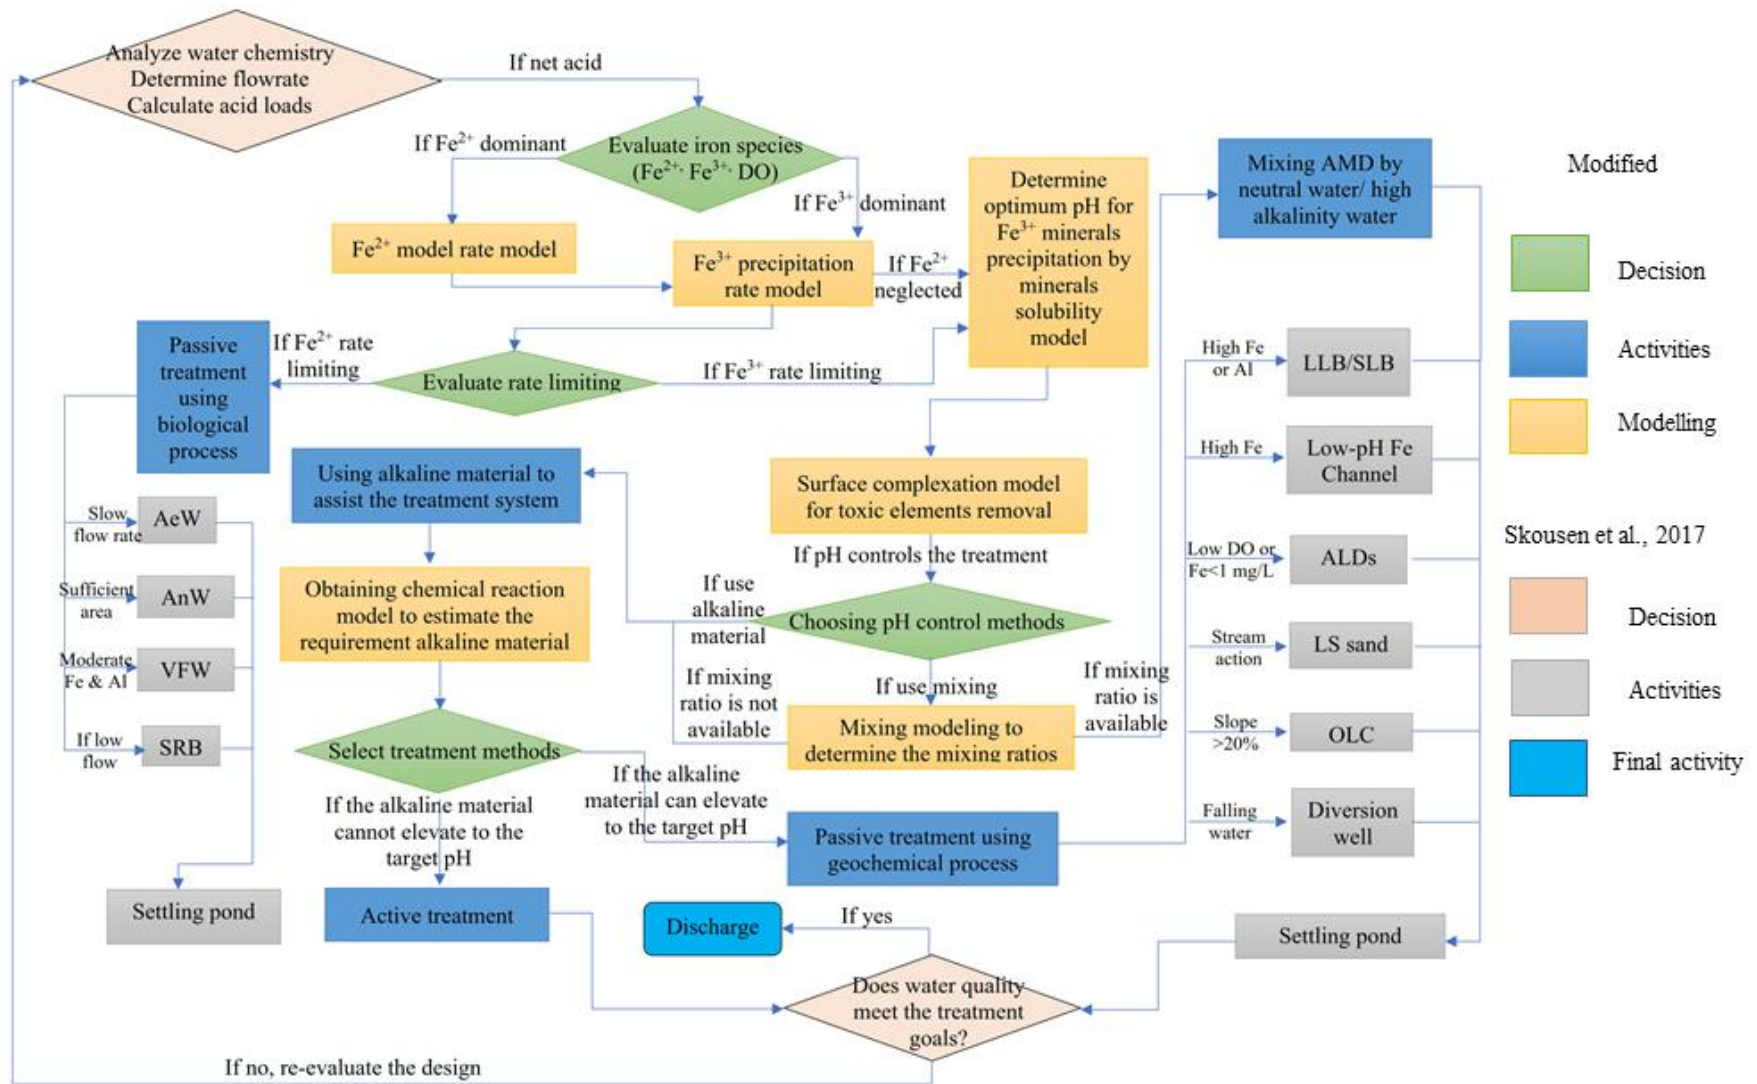 Analyze water chemistry
Determine flowrate
Calculate acid loads
If net acid
If Fe²⁺ dominant
Evaluate iron species
(Fe²⁺, Fe³⁺, DO)
If Fe³⁺ dominant
Fe²⁺ model rate model
Fe³⁺ precipitation
rate model
If Fe²⁺
neglected
Determine
optimum pH for
Fe³⁺ minerals
precipitation by
minerals
solubility
model
Mixing AMD by
neutral water/ high
alkalinity water
Modified
Decision
Activities
Modelling
Passive
treatment
using
biological
process
If Fe²⁺ rate
limiting
Evaluate rate limiting
If Fe³⁺ rate limiting
High Fe
or Al
LLB/SLB
High Fe
Low-pH Fe
Channel
Using alkaline material to
assist the treatment system
Surface complexation model
for toxic elements removal
If pH controls the treatment
Slow
flow rate
AeW
Sufficient
area
AnW
Moderate
Fe & Al
VFW
If low
flow
SRB
Settling pond
Obtaining chemical reaction
model to estimate the
requirement alkaline material
If use
alkaline
material
Choosing pH control methods
If mixing
ratio is not
available
If use mixing
If mixing
ratio is
available
Mixing modeling to
determine the mixing ratios
Low DO or
Fe<1 mg/L
ALDs
Stream
action
LS sand
Slope
>20%
OLC
Falling
water
Diversion
well
Skousen et al., 2017
Decision
Activities
Final activity
Select treatment methods
If the alkaline material
cannot elevate to the
target pH
If the alkaline
material can elevate
to the target pH
Passive treatment using
geochemical process
Active treatment
Discharge
If yes
Settling pond
Does water quality
meet the treatment
goals?
If no, re-evaluate the design